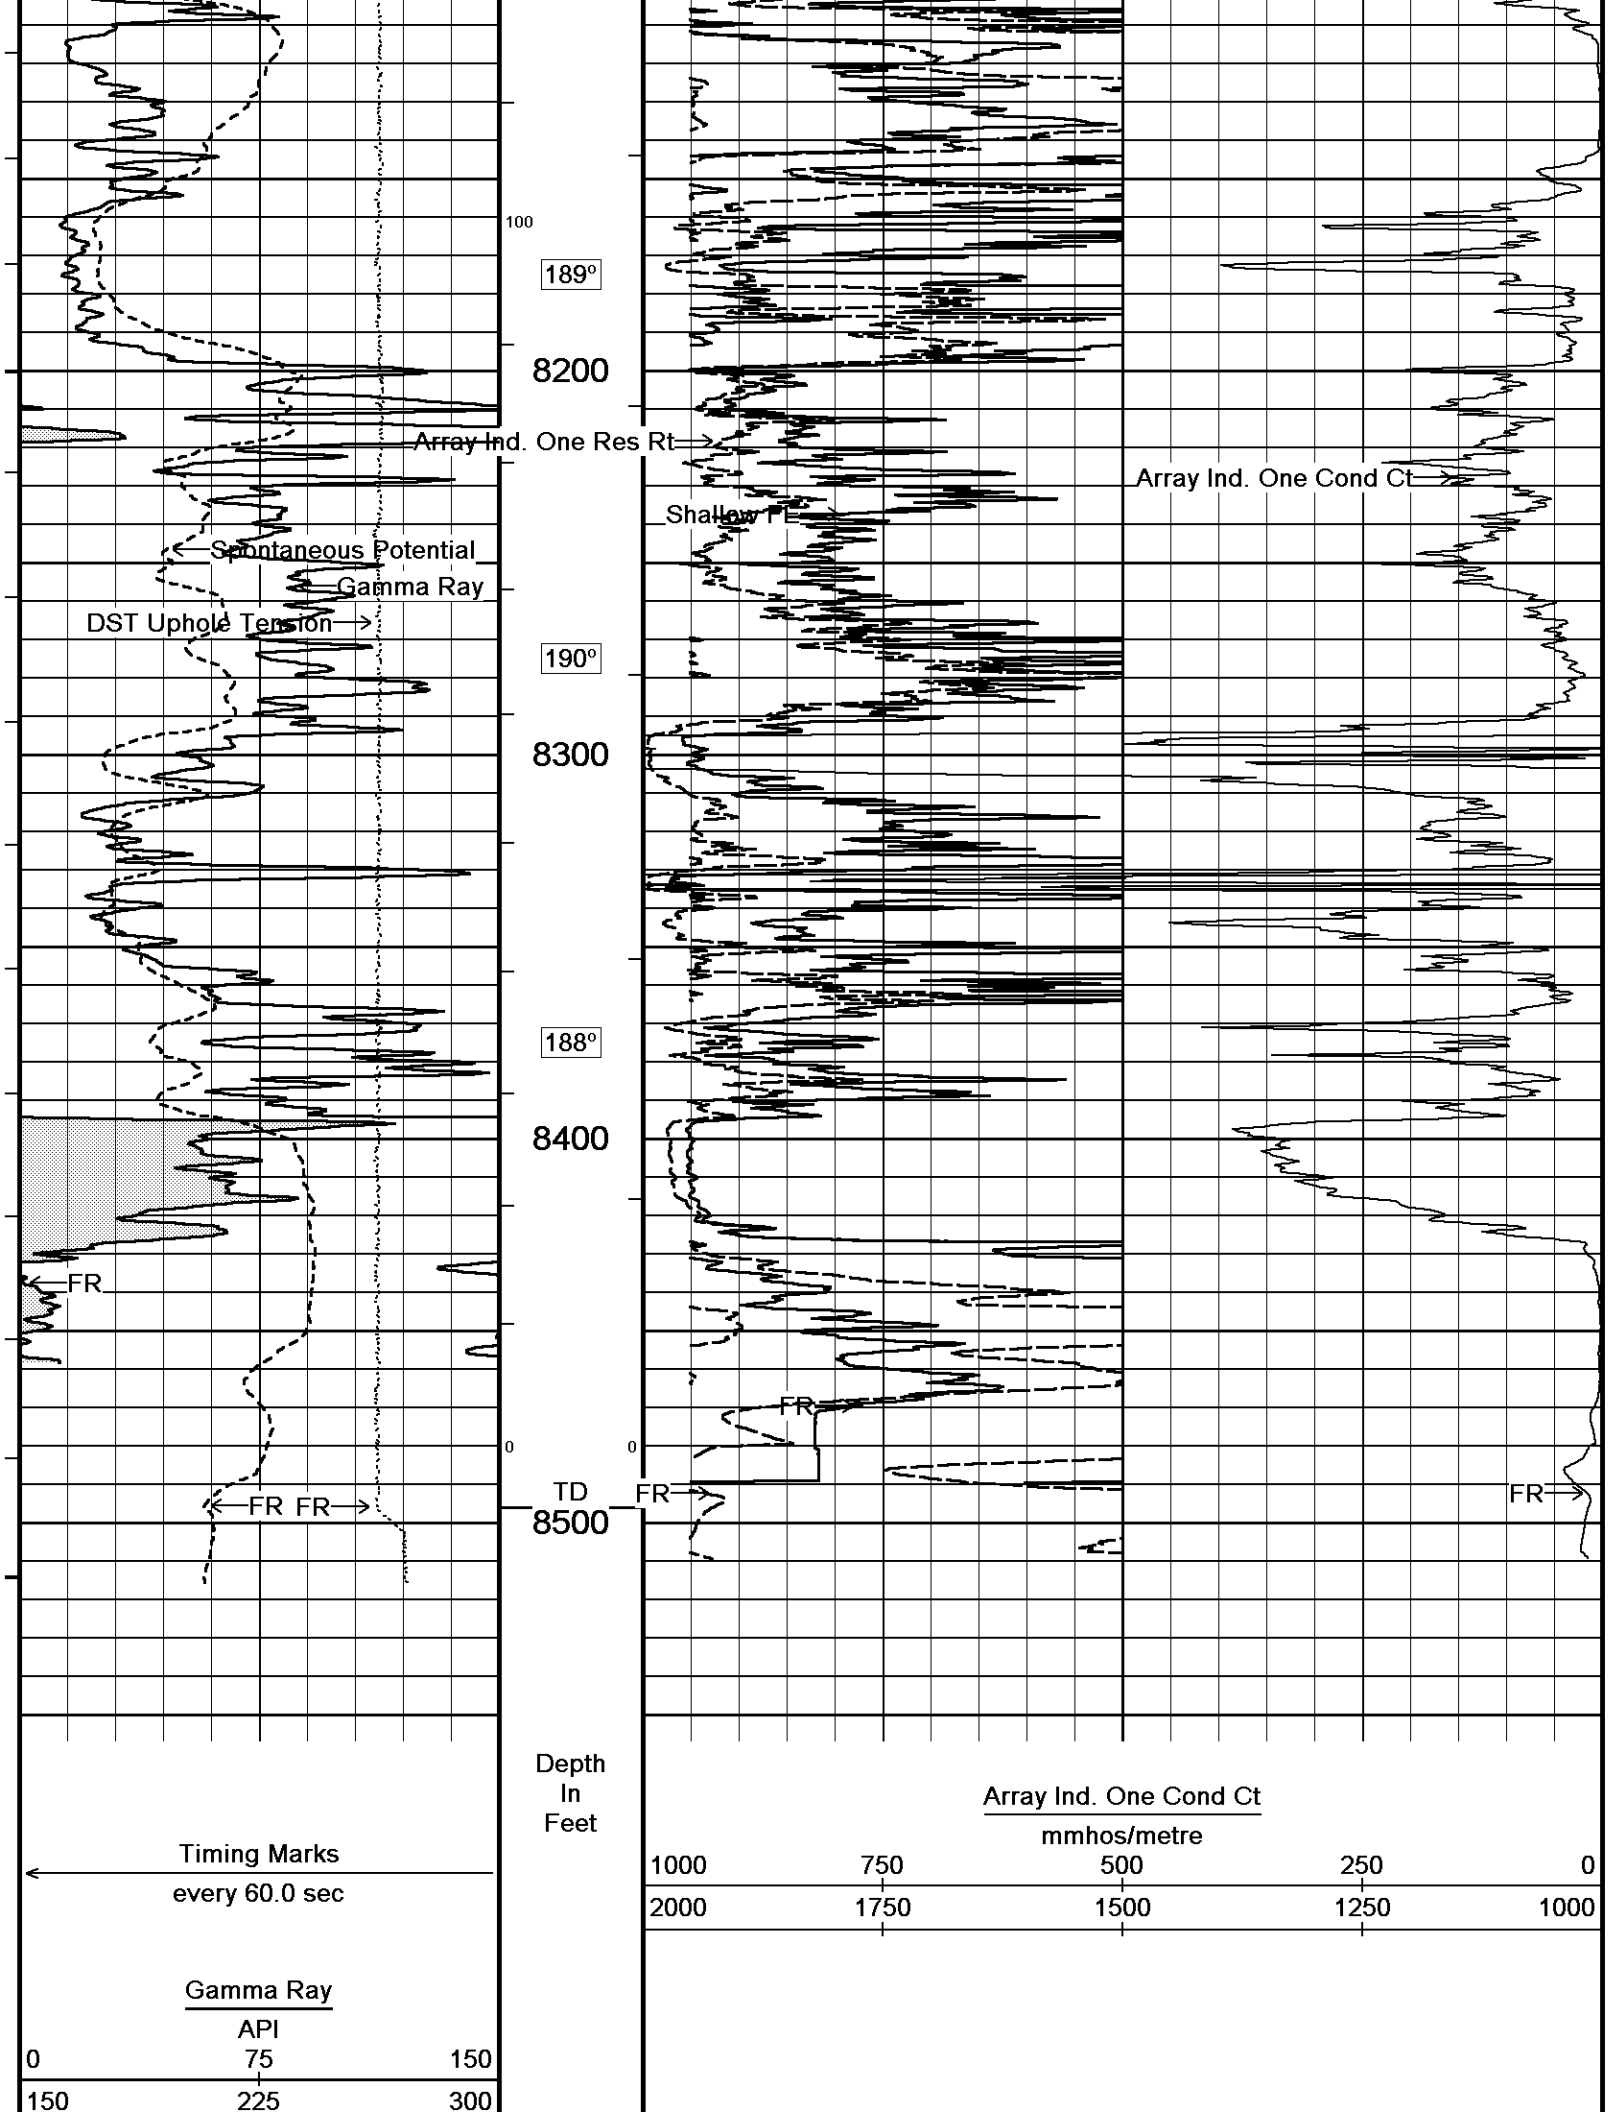 100
189º
8200
Array Ind. One Res Rt
Array Ind. One Cond Ct
Shallow FE
Spontaneous Potential
Gamma Ray
DST Uphole Tension
190º
8300
188º
8400
FR
FR
0 0
TD FR FR
FR FR
8500
Depth
In
Feet
Array Ind. One Cond Ct
mmhos/metre
Timing Marks
1000 750 500 250 0
every 60.0 sec
2000 1750 1500 1250 1000
Gamma Ray
API
0 75 150
150 225 300